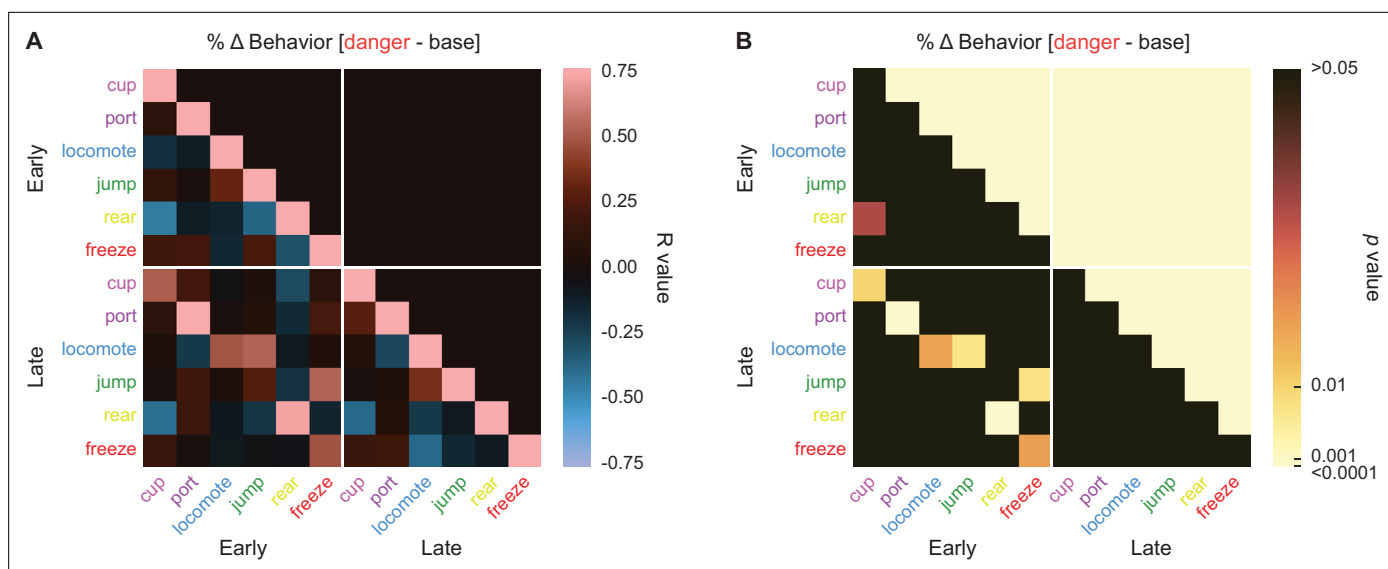 A
% Δ Behavior [danger - base]
Early
cup
port
locomote
jump
rear
freeze
Late
cup
port
locomote
jump
rear
freeze
cup
port
locomote
jump
rear
freeze
cup
port
locomote
jump
rear
freeze
Early
Late
0.75
0.50
0.25
0.00
-0.25
-0.50
-0.75
R value
B
% Δ Behavior [danger - base]
Early
cup
port
locomote
jump
rear
freeze
Late
cup
port
locomote
jump
rear
freeze
cup
port
locomote
jump
rear
freeze
cup
port
locomote
jump
rear
freeze
Early
Late
>0.05
0.01
0.001
<0.0001
p value